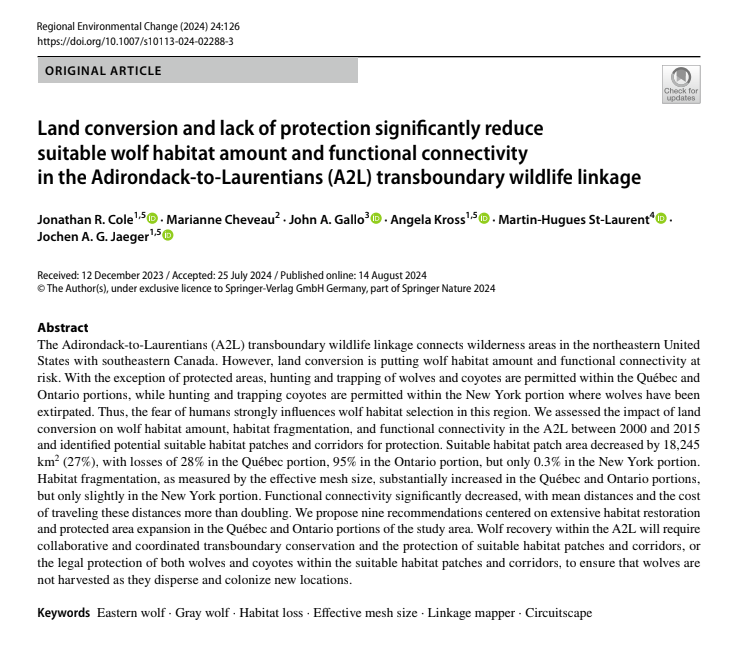 Regional Environmental Change (2024) 24:126
https://doi.org/10.1007/s10113-024-02288-3
ORIGINAL ARTICLE
Check for
updates
Land conversion and lack of protection significantly reduce
suitable wolf habitat amount and functional connectivity
in the Adirondack-to-Laurentians (A2L) transboundary wildlife linkage
Jonathan R. Cole1,5 · Marianne Cheveau2 · John A. Gallo3 · Angela Kross1,5 · Martin-Hugues St-Laurent4 ·
Jochen A. G. Jaeger1,5
Received: 12 December 2023 / Accepted: 25 July 2024 / Published online: 14 August 2024
© The Author(s), under exclusive licence to Springer-Verlag GmbH Germany, part of Springer Nature 2024
Abstract
The Adirondack-to-Laurentians (A2L) transboundary wildlife linkage connects wilderness areas in the northeastern United
States with southeastern Canada. However, land conversion is putting wolf habitat amount and functional connectivity at
risk. With the exception of protected areas, hunting and trapping of wolves and coyotes are permitted within the Québec and
Ontario portions, while hunting and trapping coyotes are permitted within the New York portion where wolves have been
extirpated. Thus, the fear of humans strongly influences wolf habitat selection in this region. We assessed the impact of land
conversion on wolf habitat amount, habitat fragmentation, and functional connectivity in the A2L between 2000 and 2015
and identified potential suitable habitat patches and corridors for protection. Suitable habitat patch area decreased by 18,245
km2 (27%), with losses of 28% in the Québec portion, 95% in the Ontario portion, but only 0.3% in the New York portion.
Habitat fragmentation, as measured by the effective mesh size, substantially increased in the Québec and Ontario portions,
but only slightly in the New York portion. Functional connectivity significantly decreased, with mean distances and the cost
of traveling these distances more than doubling. We propose nine recommendations centered on extensive habitat restoration
and protected area expansion in the Québec and Ontario portions of the study area. Wolf recovery within the A2L will require
collaborative and coordinated transboundary conservation and the protection of suitable habitat patches and corridors, or
the legal protection of both wolves and coyotes within the suitable habitat patches and corridors, to ensure that wolves are
not harvested as they disperse and colonize new locations.
Keywords Eastern wolf · Gray wolf · Habitat loss · Effective mesh size · Linkage mapper · Circuitscape